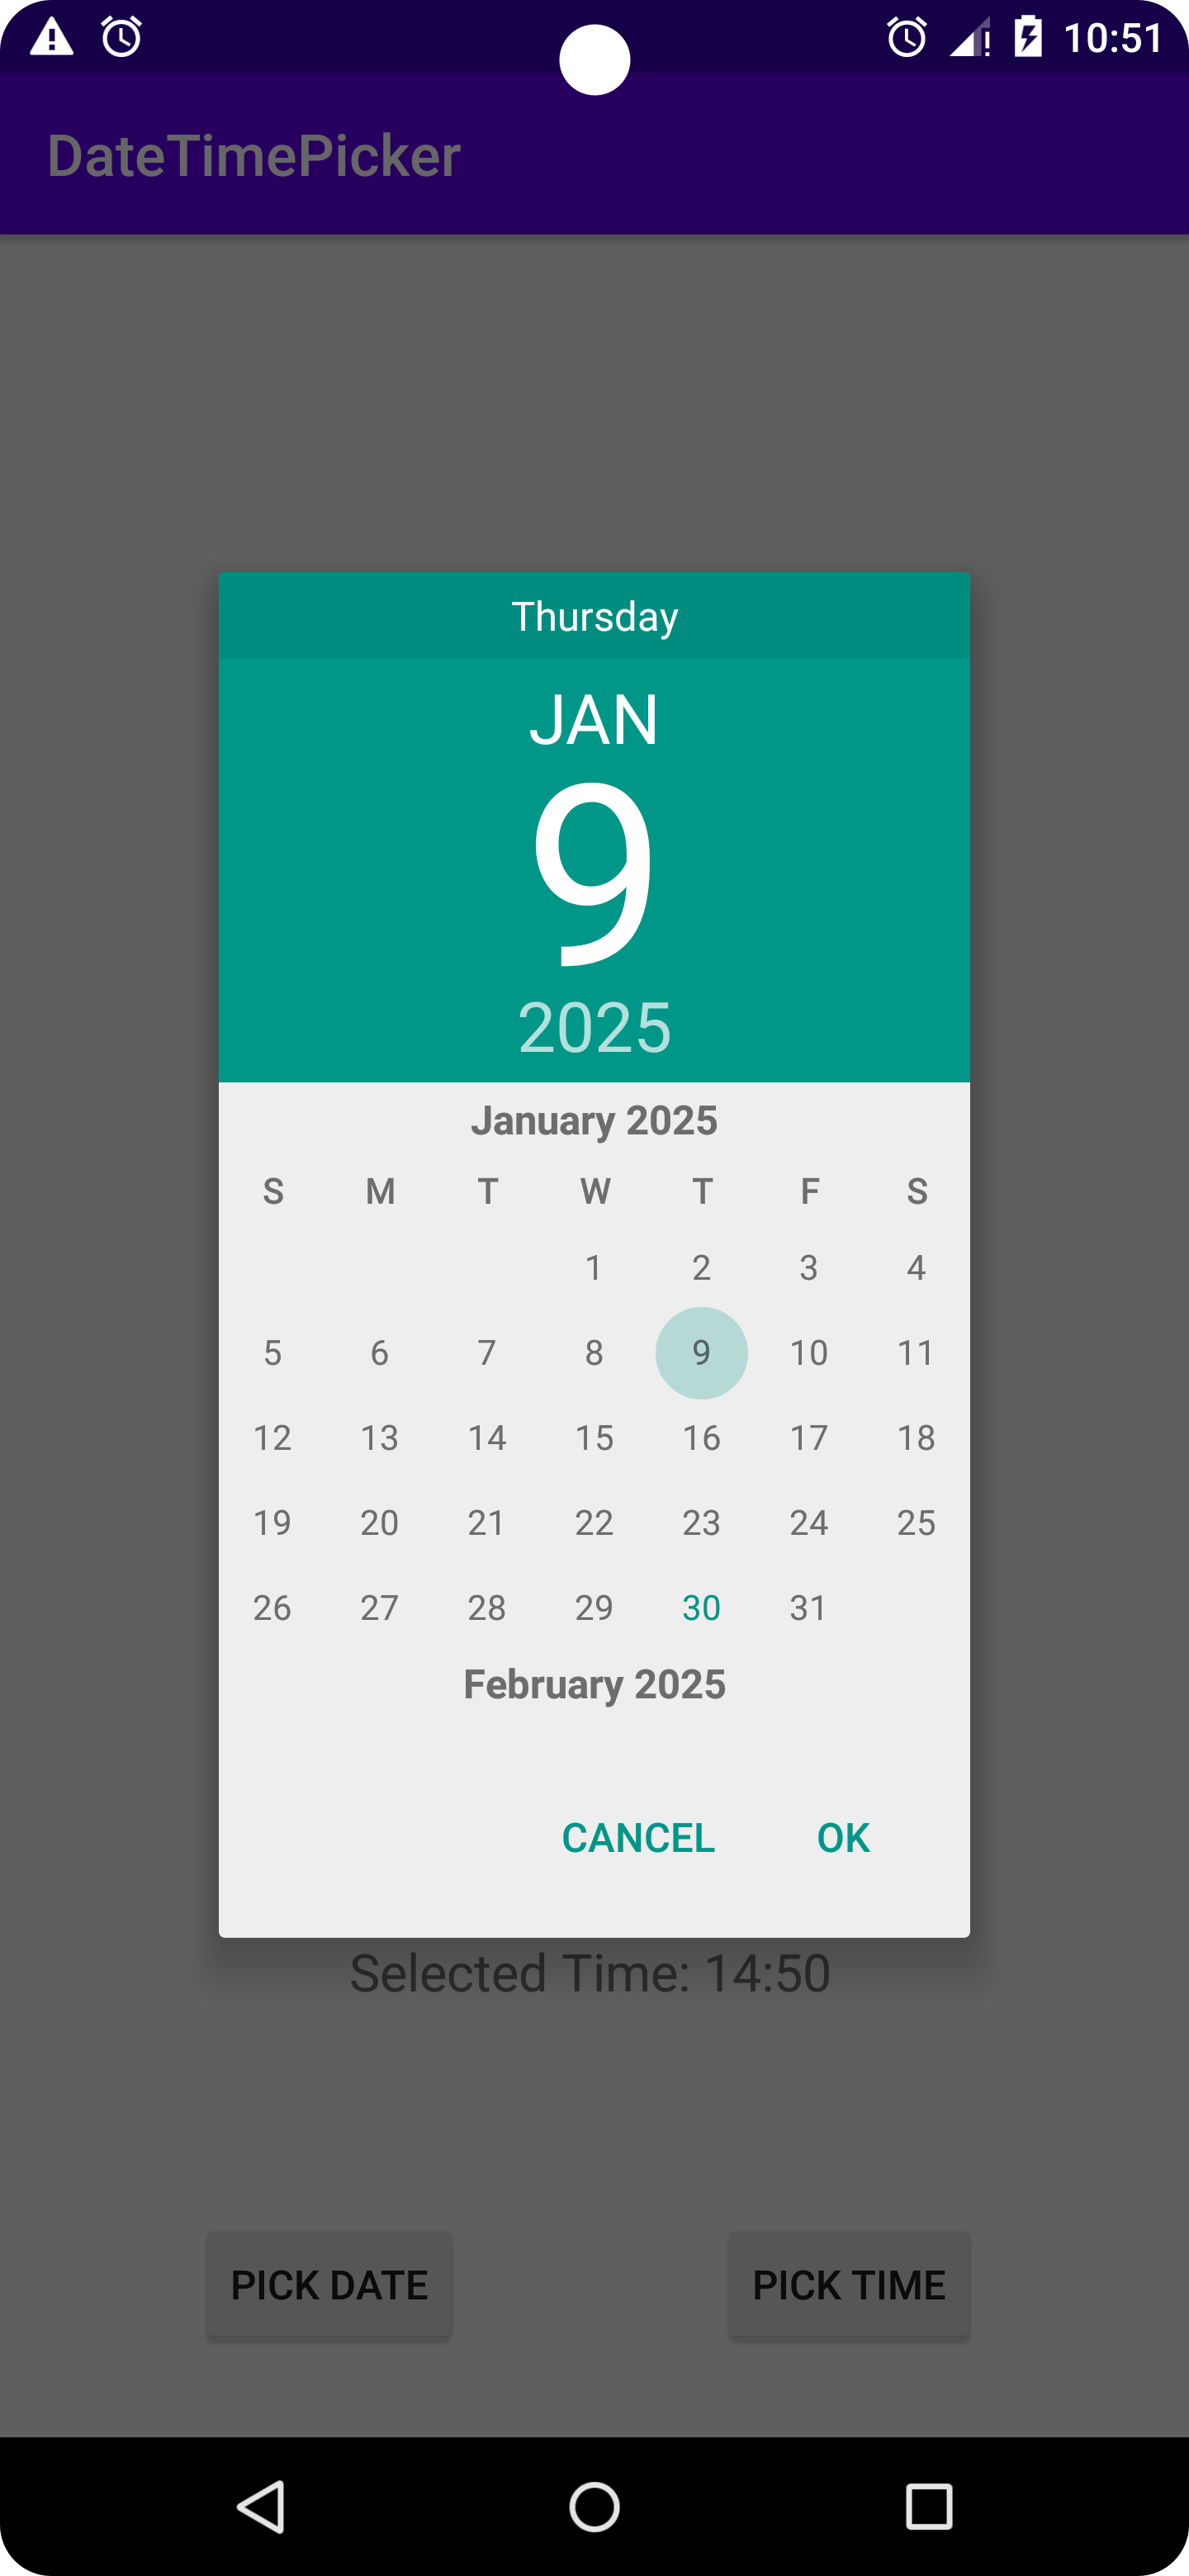 10:51
DateTimePicker
Thursday
JAN
9
2025
January 2025
S M T W T F S
1 2 3 4
5 6 7 8 9 10 11
12 13 14 15 16 17 18
19 20 21 22 23 24 25
26 27 28 29 30 31
February 2025
CANCEL OK
Selected Time: 14:50
PICK DATE PICK TIME